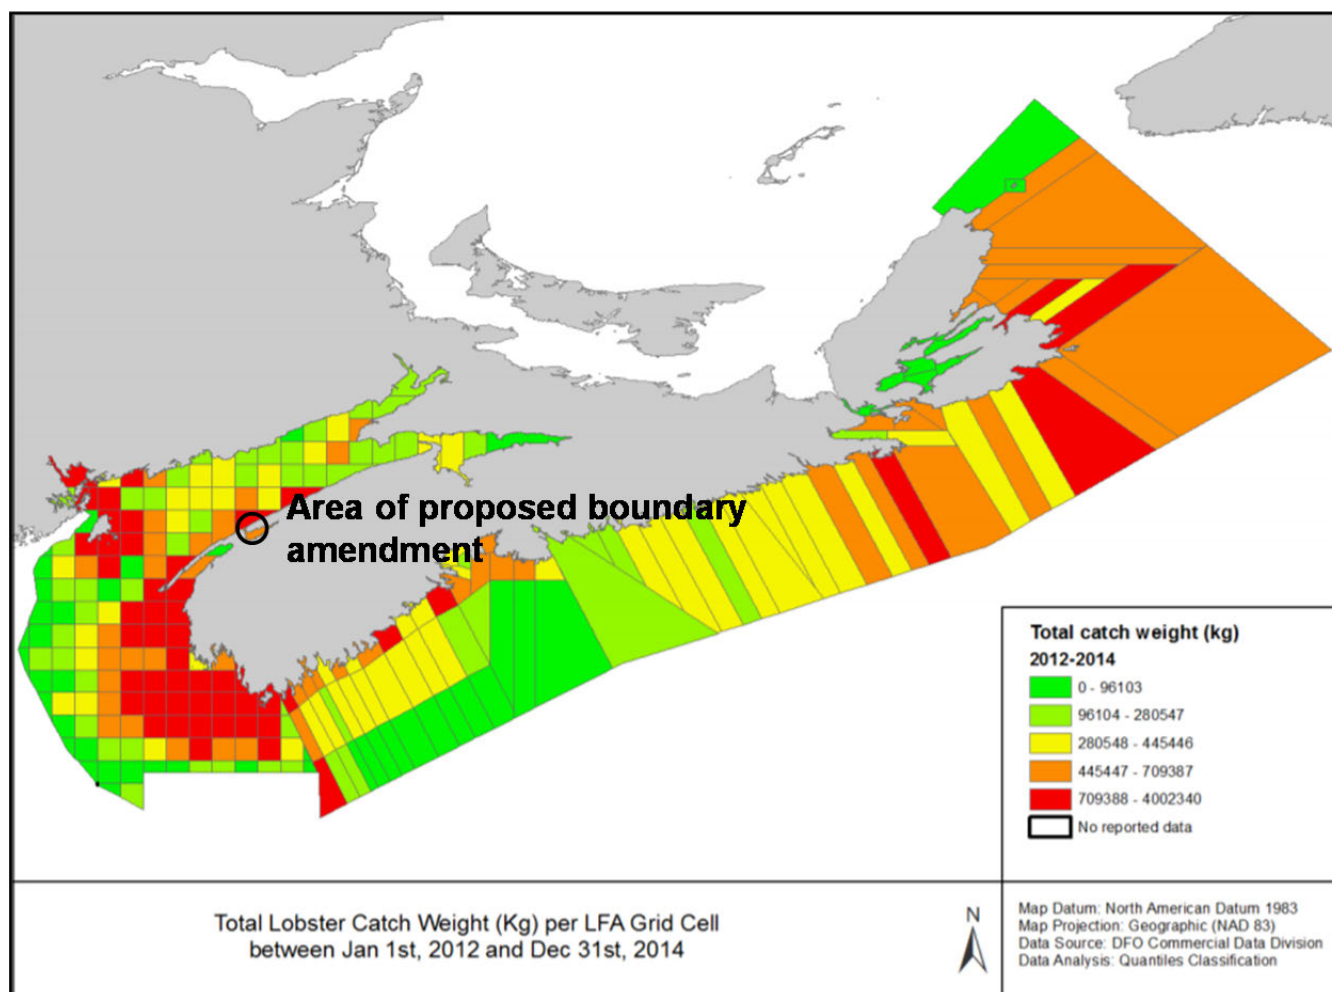 Area of proposed boundary
amendment
Total catch weight (kg)
2012-2014
0 - 96103
96104 - 280547
280548 - 445446
445447 - 709387
709388 - 4002340
No reported data
Total Lobster Catch Weight (Kg) per LFA Grid Cell
between Jan 1st, 2012 and Dec 31st, 2014
N
Map Datum: North American Datum 1983
Map Projection: Geographic (NAD 83)
Data Source: DFO Commercial Data Division
Data Analysis: Quantiles Classification